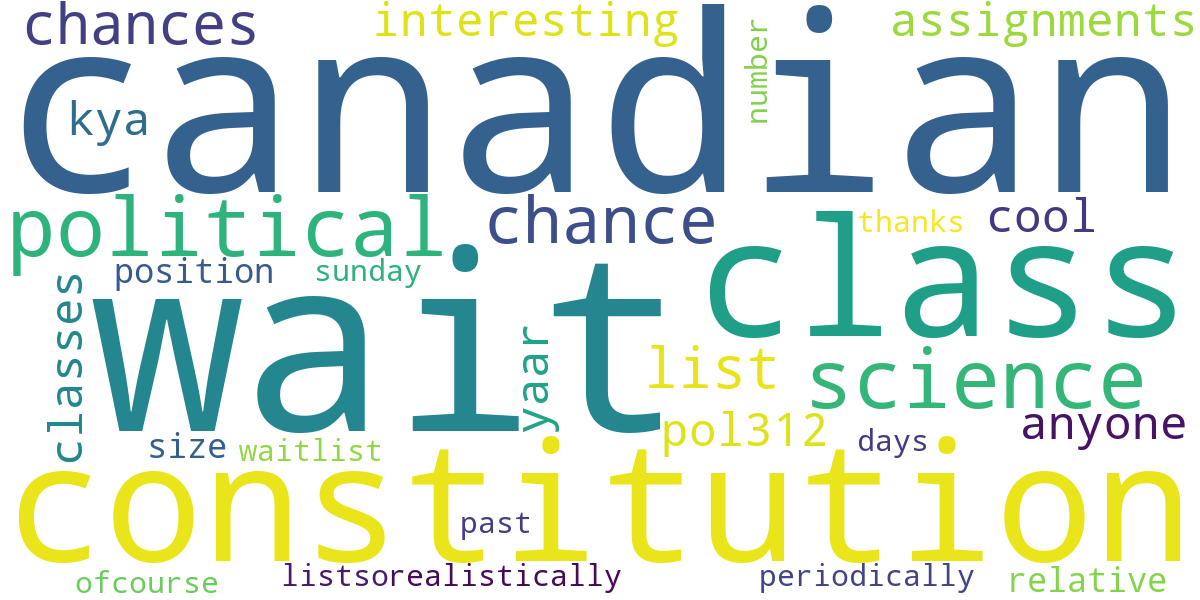 chances
interesting
assignments
canadian
number
kya
political
chance
thanks
cool
position
sunday
wait
class
classes
yaar
list
science
pol312
anyone
size
waitlist
days
constitution
past
ofcourse
listsorealistically
periodically
relative